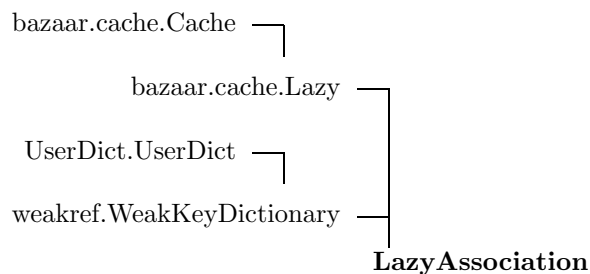 bazaar.cache.Cache
bazaar.cache.Lazy
UserDict.UserDict
weakref.WeakKeyDictionary
LazyAssociation